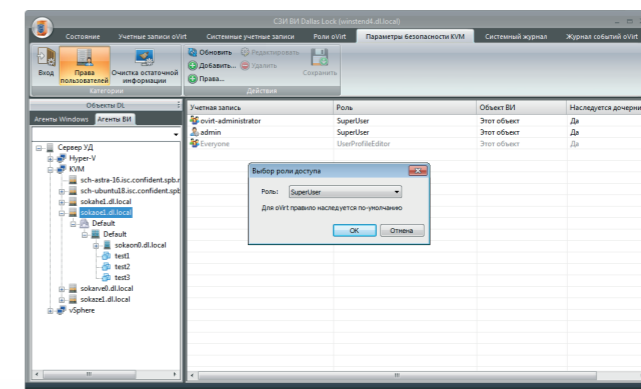 СЗИ ВИ Dallas Lock (winstend4.dl.local)
Состояние Учетные записи oVirt Системные учетные записи Роли oVirt Параметры безопасности KVM Системный журнал Журнал событий oVirt
Вход
Права пользователей
Очистка остаточной информации
Категории
Обновить
Редактировать
Добавить...
Удалить
Права...
Сохранить
Действия
Объекты DL
Агенты Windows Агенты ВИ
Сервер УД
Hyper-V
KVM
sch-astra-16.isc.confident.spb.r
sch-ubuntu18.isc.confident.spb
sokahe1.dl.local
sokaoe1.dl.local
Default
Default
sokaon0.dl.local
test1
test2
test3
sokarve0.dl.local
sokaze1.dl.local
vSphere
Учетная запись Роль Объект ВИ Наследуется дочерни
ovirt-administrator SuperUser Этот объект Да
admin SuperUser Этот объект Да
Everyone UserProfileEditor Этот объект Да
Выбор роли доступа
Роль: SuperUser
Для oVirt правило наследуется по-умолчанию
OK Отмена